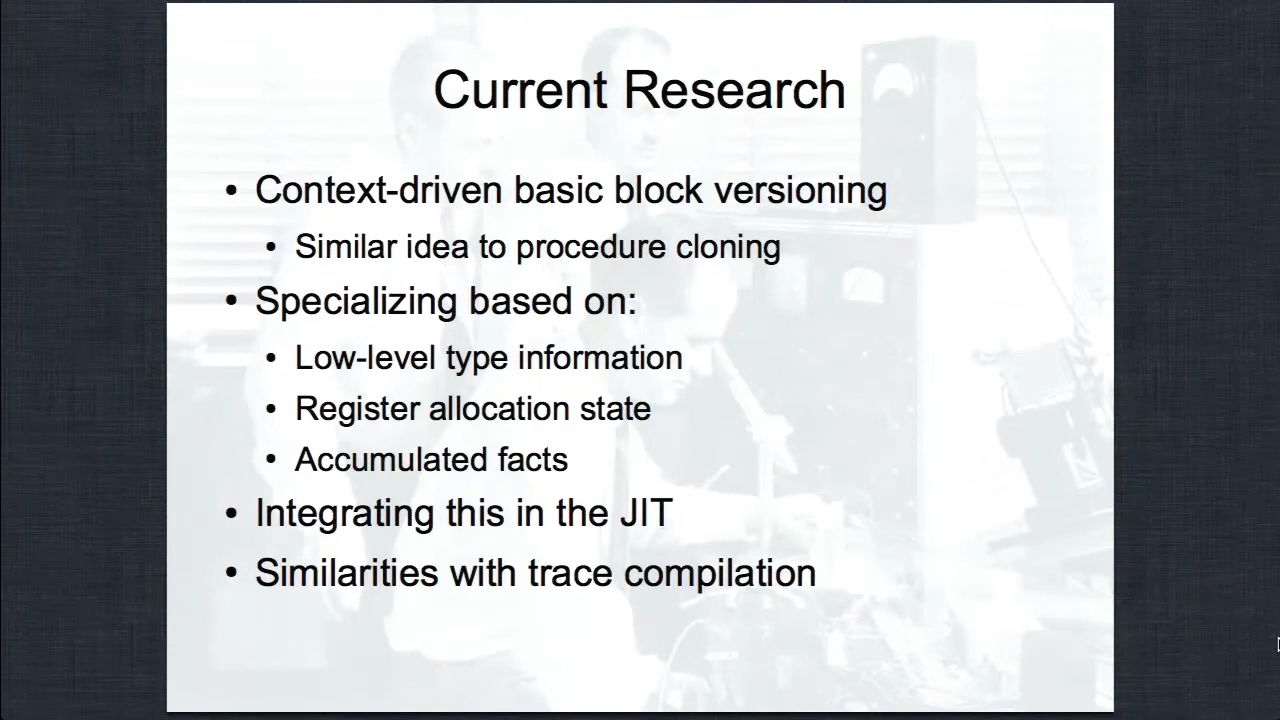 Current Research
• Context-driven basic block versioning
• Similar idea to procedure cloning
• Specializing based on:
• Low-level type information
• Register allocation state
• Accumulated facts
• Integrating this in the JIT
• Similarities with trace compilation